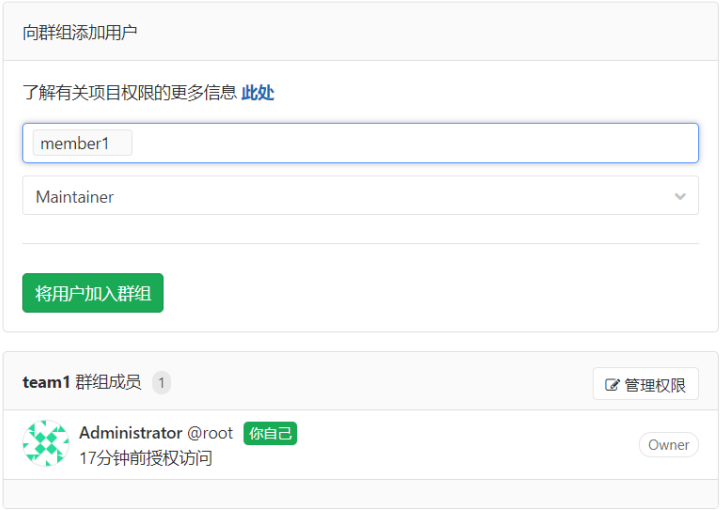 向群组添加用户
了解有关项目权限的更多信息 此处
member1
Maintainer
将用户加入群组
team1 群组成员 1
管理权限
Administrator @root 你自己
17分钟前授权访问
Owner